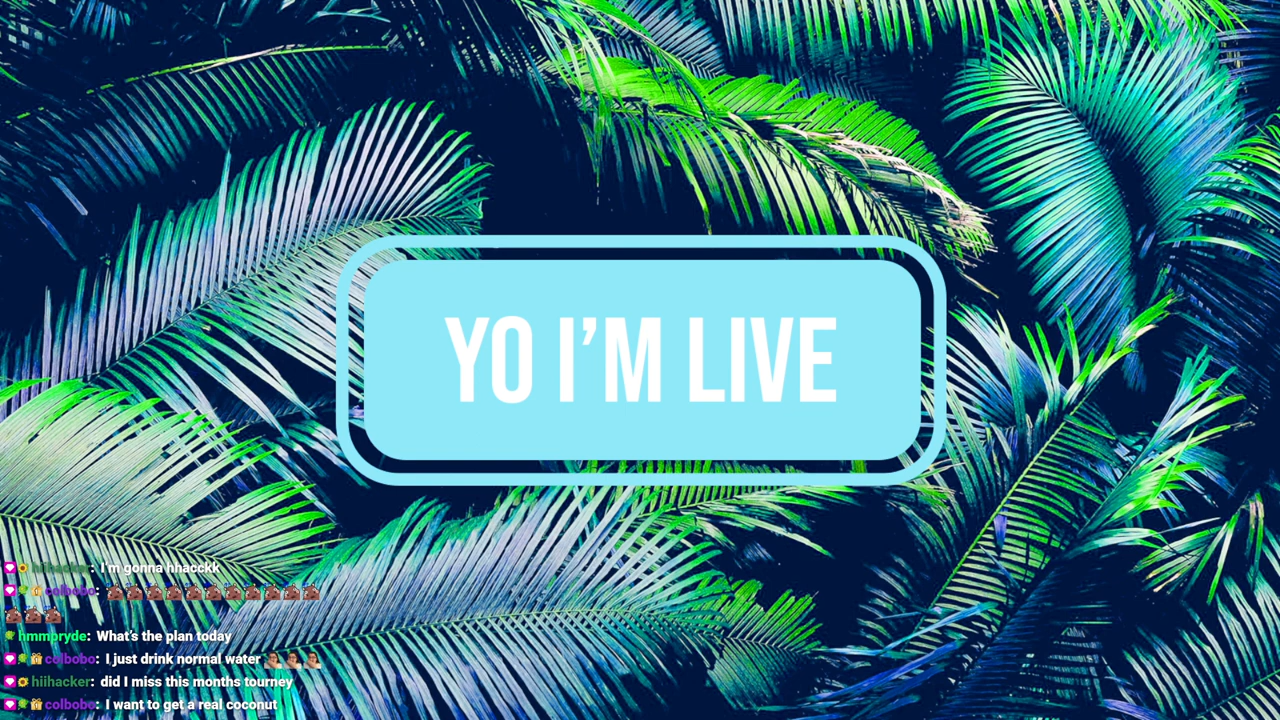 YO I'M LIVE
hiihacker: I'm gonna hhacckk
colbobo:
hmmpryde: What's the plan today
colbobo: I just drink normal water
hiihacker: did I miss this months tourney
colbobo: I want to get a real coconut